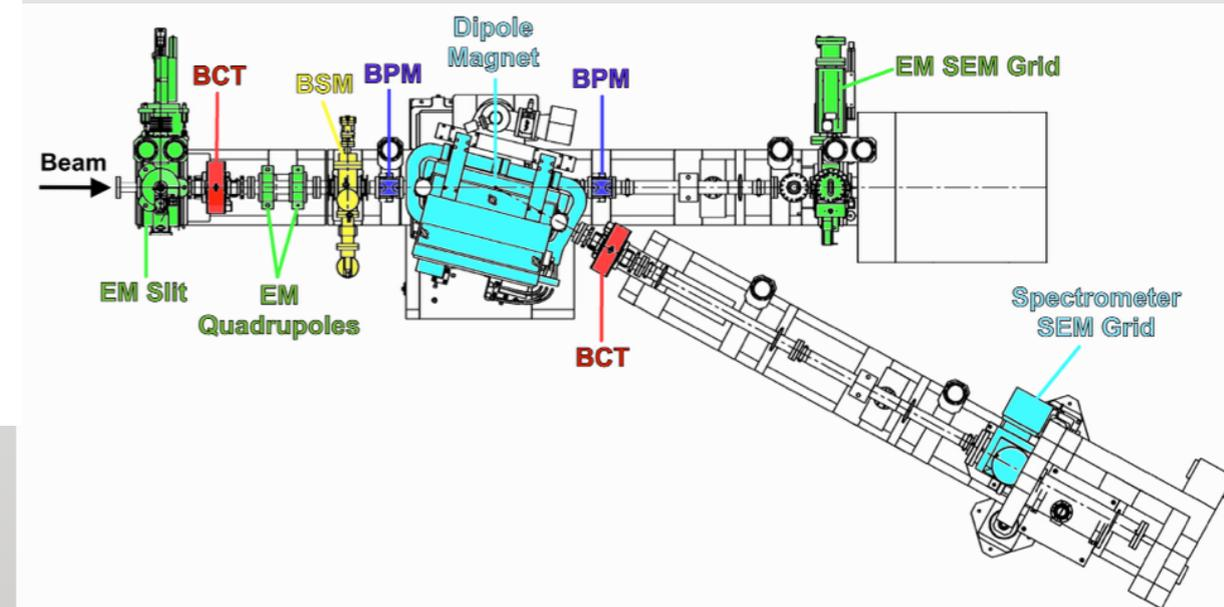 Dipole
Magnet
EM SEM Grid
BCT
BSM
BPM
BPM
Beam
EM Slit
EM
Quadrupoles
BCT
Spectrometer
SEM Grid